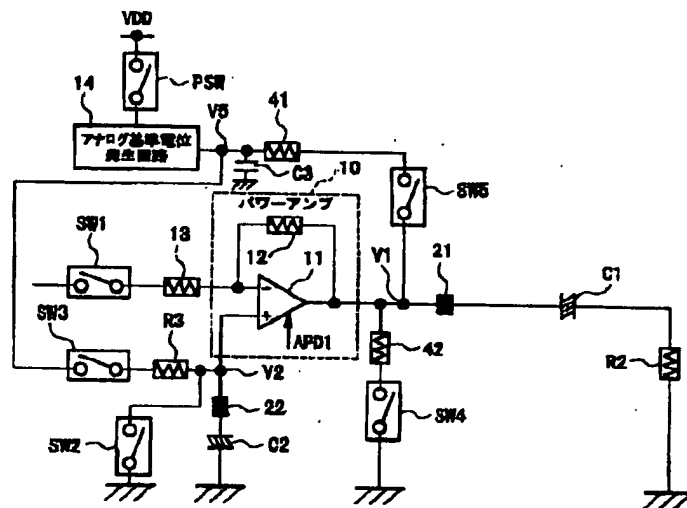 VDD
PSW
14
V5
41
アナログ基準電位
発生回路
C3
10
SW5
パワーアンプ
SW1
13
12
11
V1
21
C1
SW3
R3
APD1
V2
42
R2
22
SW4
SW2
C2